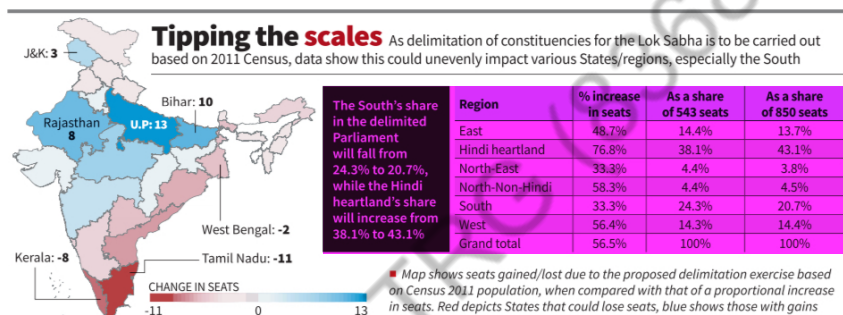 Tipping the scales As delimitation of constituencies for the Lok Sabha is to be carried out
based on 2011 Census, data show this could unevenly impact various States/regions, especially the South
J&K: 3
Bihar: 10
Rajasthan
8
U.P: 13
West Bengal: -2
Kerala: -8
Tamil Nadu: -11
CHANGE IN SEATS
-11 0 13
The South's share
in the delimited
Parliament
will fall from
24.3% to 20.7%,
while the Hindi
heartland's share
will increase from
38.1% to 43.1%
Region % increase in seats As a share of 543 seats As a share of 850 seats
East 48.7% 14.4% 13.7%
Hindi heartland 76.8% 38.1% 43.1%
North-East 33.3% 4.4% 3.8%
North-Non-Hindi 58.3% 4.4% 4.5%
South 33.3% 24.3% 20.7%
West 56.4% 14.3% 14.4%
Grand total 56.5% 100% 100%
■ Map shows seats gained/lost due to the proposed delimitation exercise based
on Census 2011 population, when compared with that of a proportional increase
in seats. Red depicts States that could lose seats, blue shows those with gains